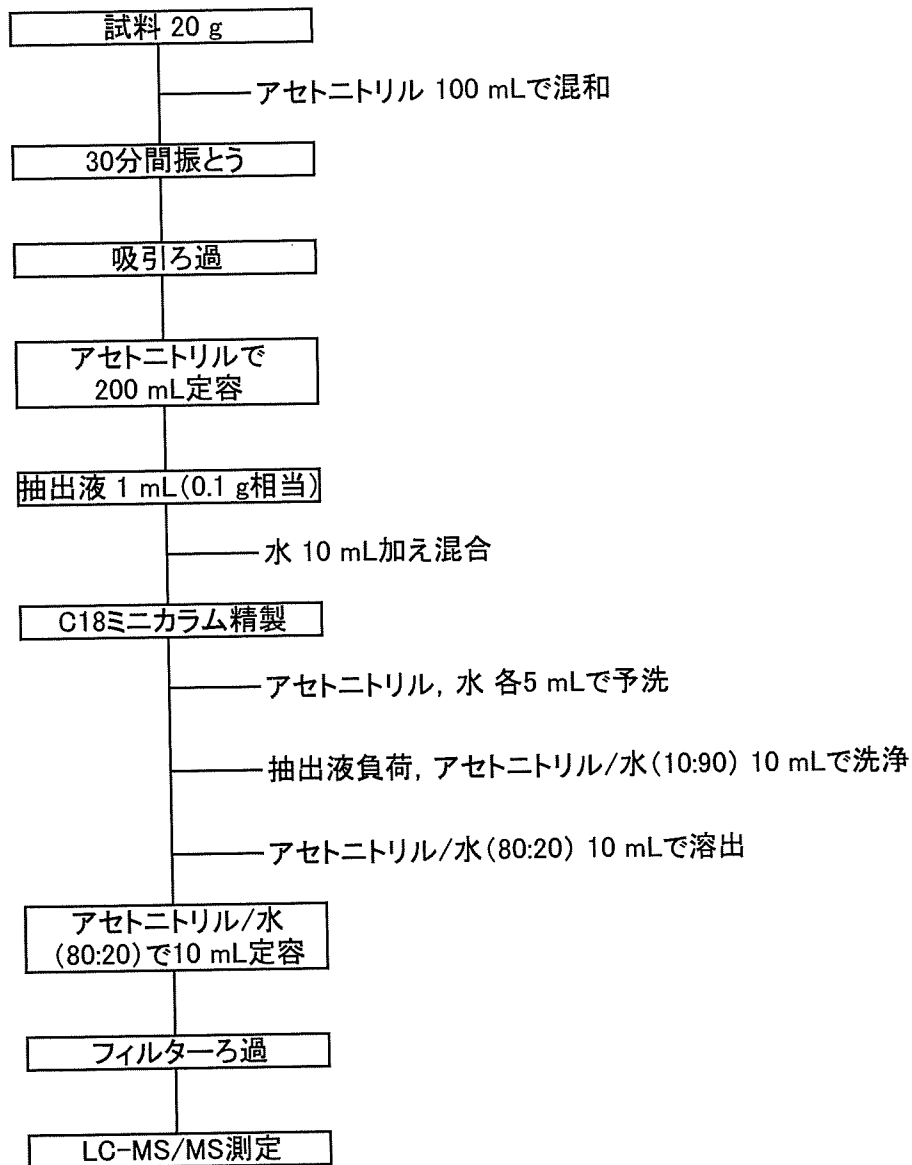 試料 20 g
アセトニトリル 100 mLで混和
30分間振とう
吸引ろ過
アセトニトリルで
200 mL定容
抽出液 1 mL(0.1 g相当)
水 10 mL加え混合
C18ミニカラム精製
アセトニトリル, 水 各5 mLで予洗
抽出液負荷, アセトニトリル/水(10:90) 10 mLで洗浄
アセトニトリル/水(80:20) 10 mLで溶出
アセトニトリル/水
(80:20)で10 mL定容
フィルターろ過
LC-MS/MS測定